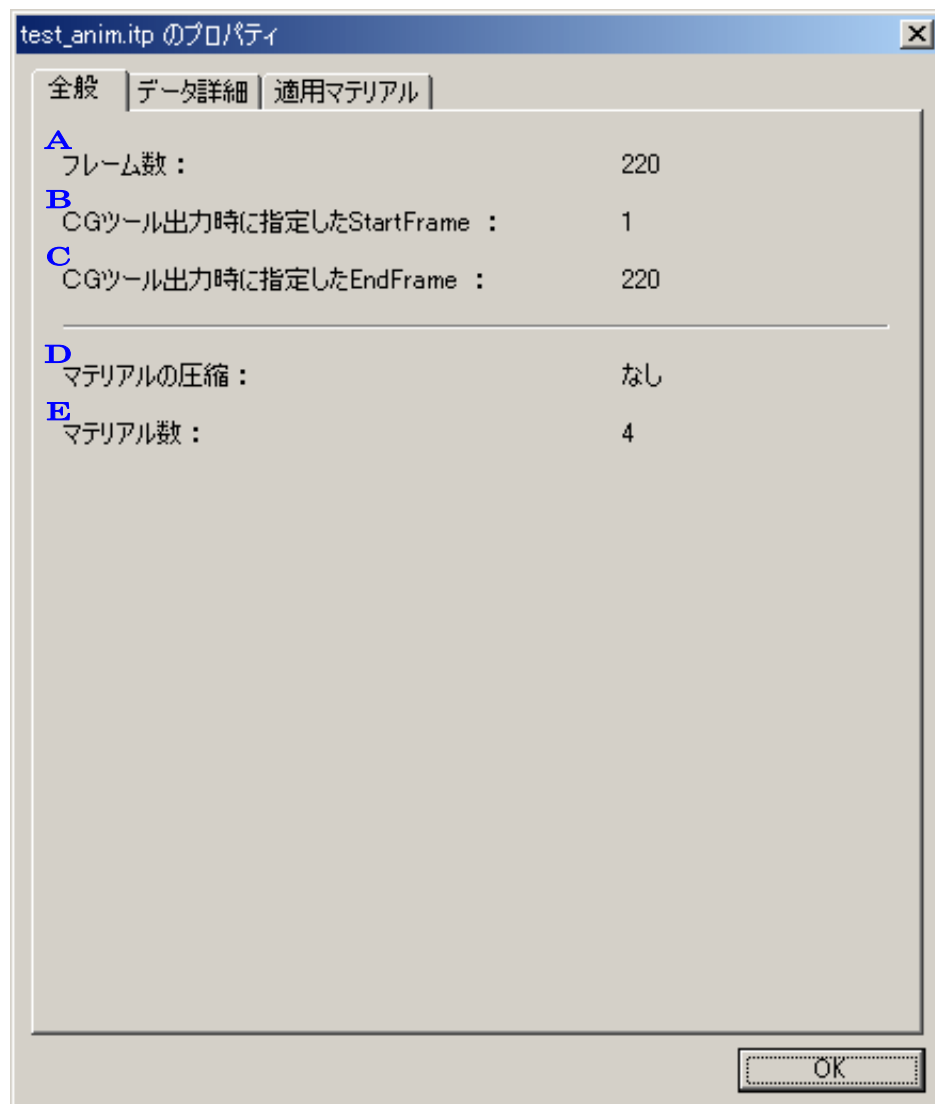 test_anim.itp のプロパティ
全般 データ詳細 適用マテリアル
A
フレーム数： 220
B
CGツール出力時に指定したStartFrame ： 1
C
CGツール出力時に指定したEndFrame ： 220
D
マテリアルの圧縮： なし
E
マテリアル数： 4
OK